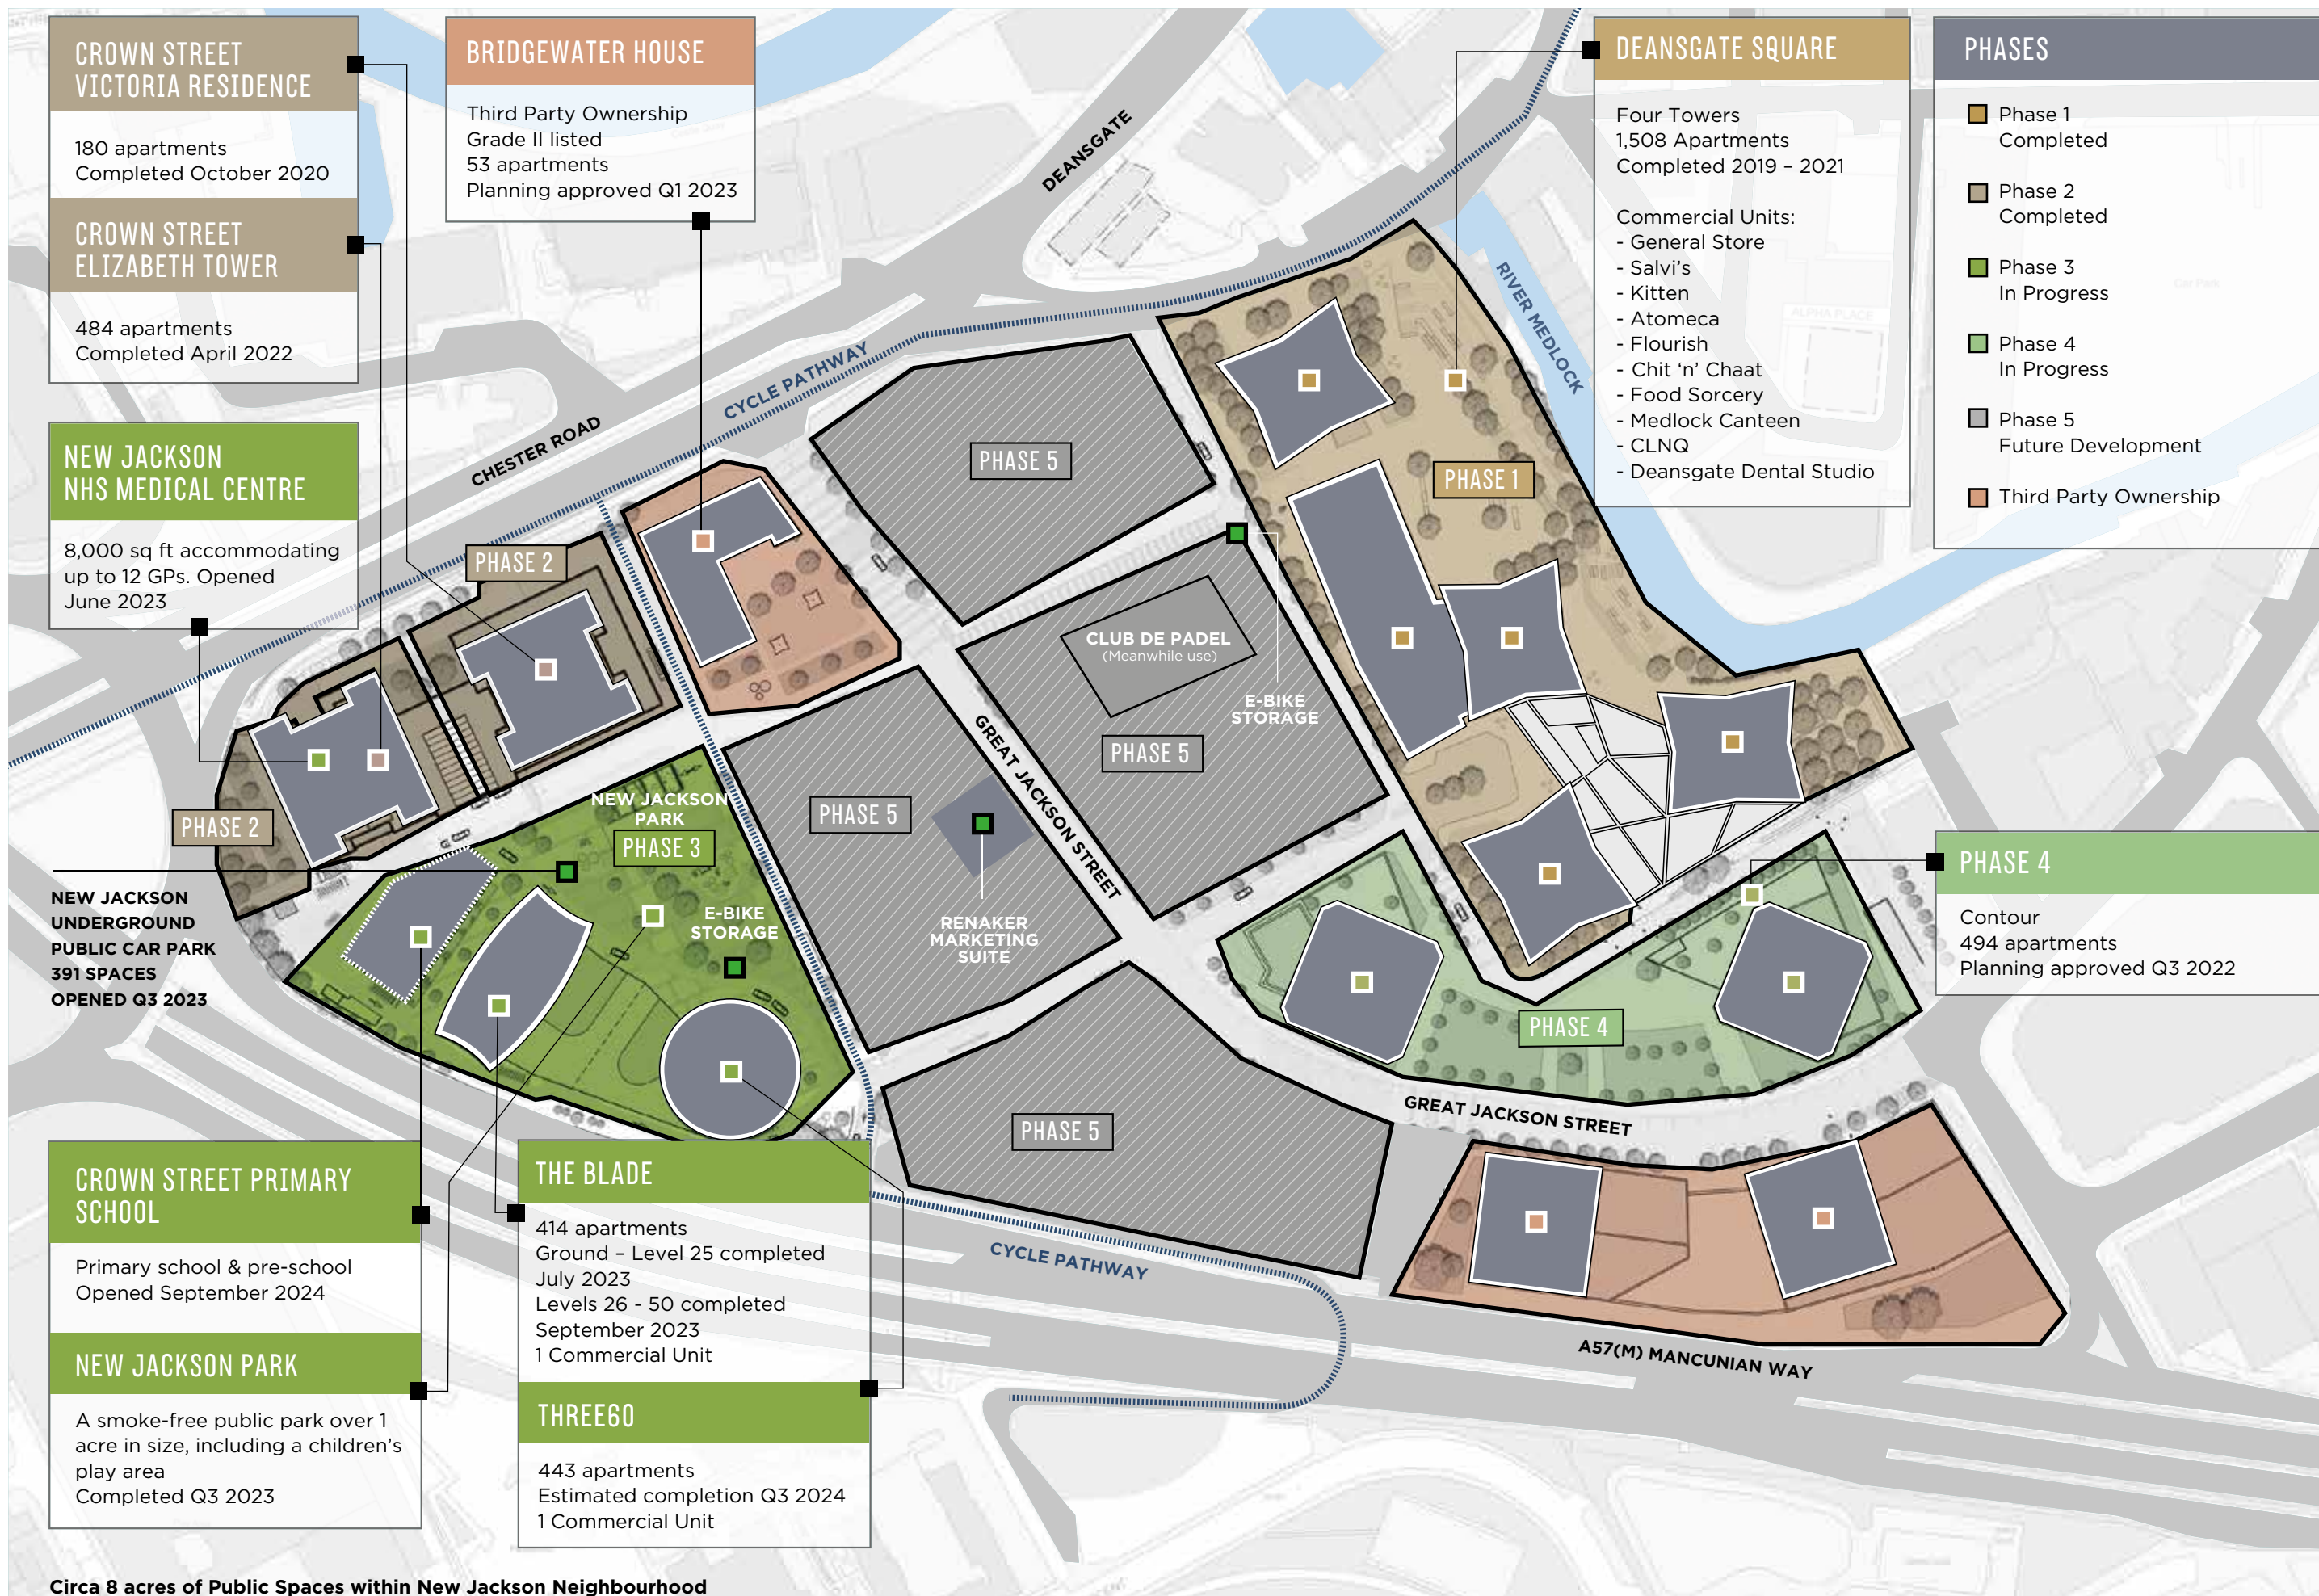 CROWN STREET
VICTORIA RESIDENCE
180 apartments
Completed October 2020
CROWN STREET
ELIZABETH TOWER
484 apartments
Completed April 2022
BRIDGEWATER HOUSE
Third Party Ownership
Grade II listed
53 apartments
Planning approved Q1 2023
DEANSGATE SQUARE
Four Towers
1,508 Apartments
Completed 2019 – 2021
Commercial Units:
- General Store
- Salvi's
- Kitten
- Atomeca
- Flourish
- Chit ‘n’ Chaat
- Food Sorcery
- Medlock Canteen
- CLNQ
- Deansgate Dental Studio
PHASES
Phase 1
Completed
Phase 2
Completed
Phase 3
In Progress
Phase 4
In Progress
Phase 5
Future Development
Third Party Ownership
NEW JACKSON
NHS MEDICAL CENTRE
8,000 sq ft accommodating
up to 12 GPs. Opened
June 2023
DEANSGATE
CHESTER ROAD
CYCLE PATHWAY
RIVER MEDLOCK
ALPHA PLACE
Car Park
PHASE 5
PHASE 1
PHASE 2
CLUB DE PADEL
(Meanwhile use)
E-BIKE
STORAGE
PHASE 5
GREAT JACKSON STREET
PHASE 5
PHASE 2
NEW JACKSON
PARK
PHASE 3
E-BIKE
STORAGE
RENAKER
MARKETING
SUITE
NEW JACKSON
UNDERGROUND
PUBLIC CAR PARK
391 SPACES
OPENED Q3 2023
PHASE 4
Contour
494 apartments
Planning approved Q3 2022
PHASE 4
GREAT JACKSON STREET
PHASE 5
CYCLE PATHWAY
A57(M) MANCUNIAN WAY
CROWN STREET PRIMARY
SCHOOL
Primary school & pre-school
Opened September 2024
NEW JACKSON PARK
A smoke-free public park over 1
acre in size, including a children's
play area
Completed Q3 2023
THE BLADE
414 apartments
Ground – Level 25 completed
July 2023
Levels 26 - 50 completed
September 2023
1 Commercial Unit
THREE60
443 apartments
Estimated completion Q3 2024
1 Commercial Unit
Circa 8 acres of Public Spaces within New Jackson Neighbourhood